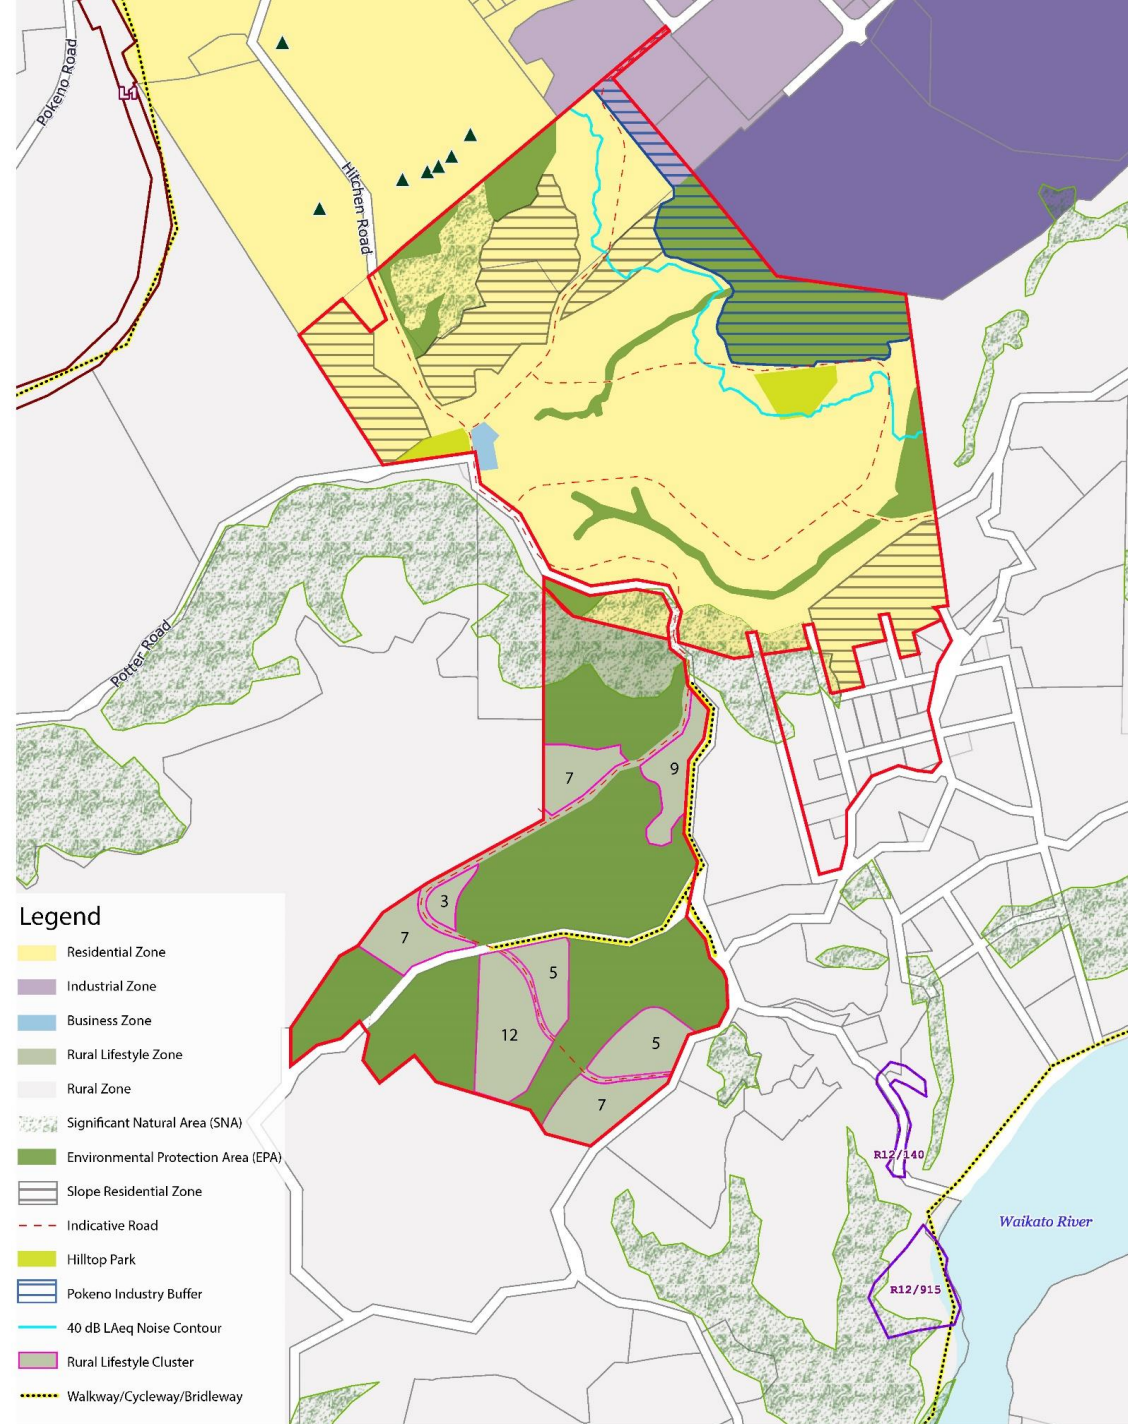 Pokeno Road
L1
Hitchen Road
Potter Road
7
9
3
7
5
12
5
7
R12/140
Waikato River
R12/915
Legend
Residential Zone
Industrial Zone
Business Zone
Rural Lifestyle Zone
Rural Zone
Significant Natural Area (SNA)
Environmental Protection Area (EPA)
Slope Residential Zone
Indicative Road
Hilltop Park
Pokeno Industry Buffer
40 dB LAeq Noise Contour
Rural Lifestyle Cluster
Walkway/Cycleway/Bridleway